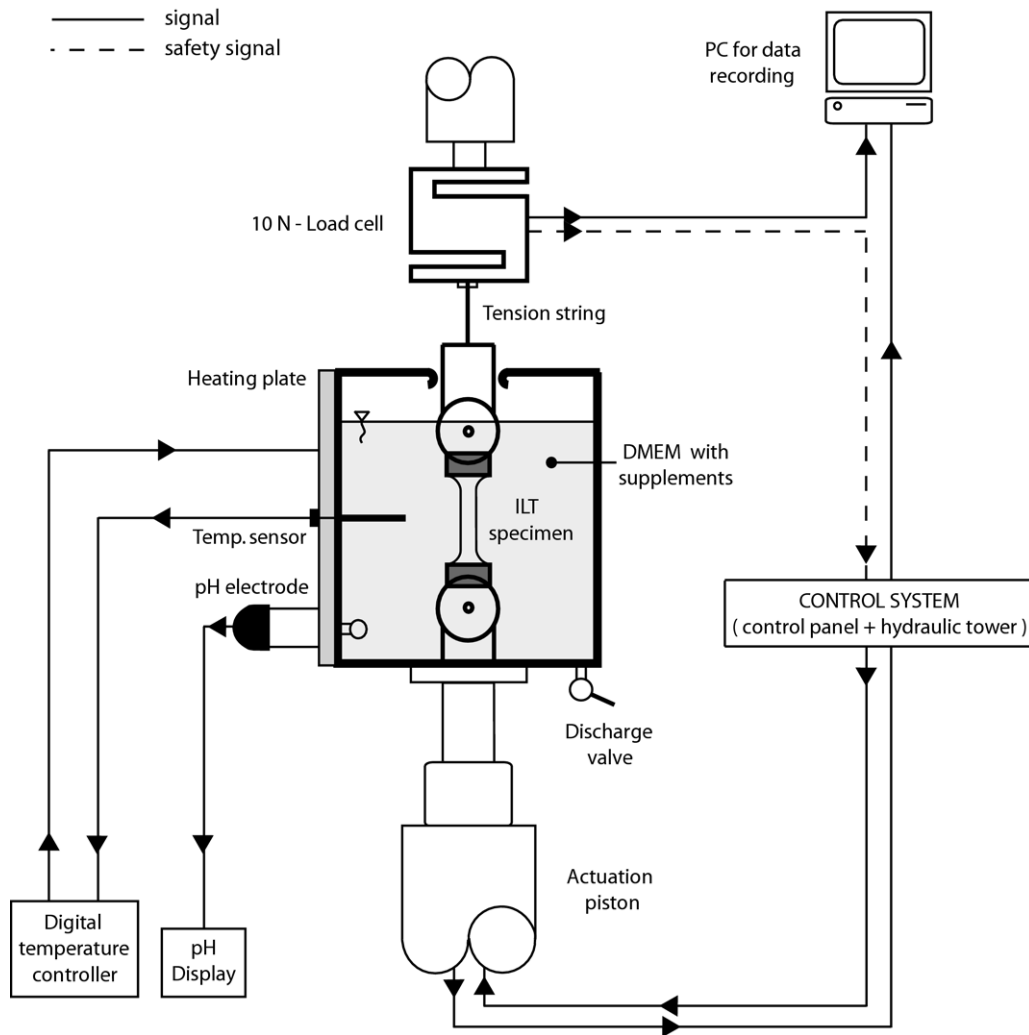 signal
safety signal
PC for data
recording
10 N - Load cell
Tension string
Heating plate
DMEM with
supplements
ILT
specimen
Temp. sensor
pH electrode
CONTROL SYSTEM
( control panel + hydraulic tower )
Discharge
valve
Actuation
piston
Digital
temperature
controller
pH
Display